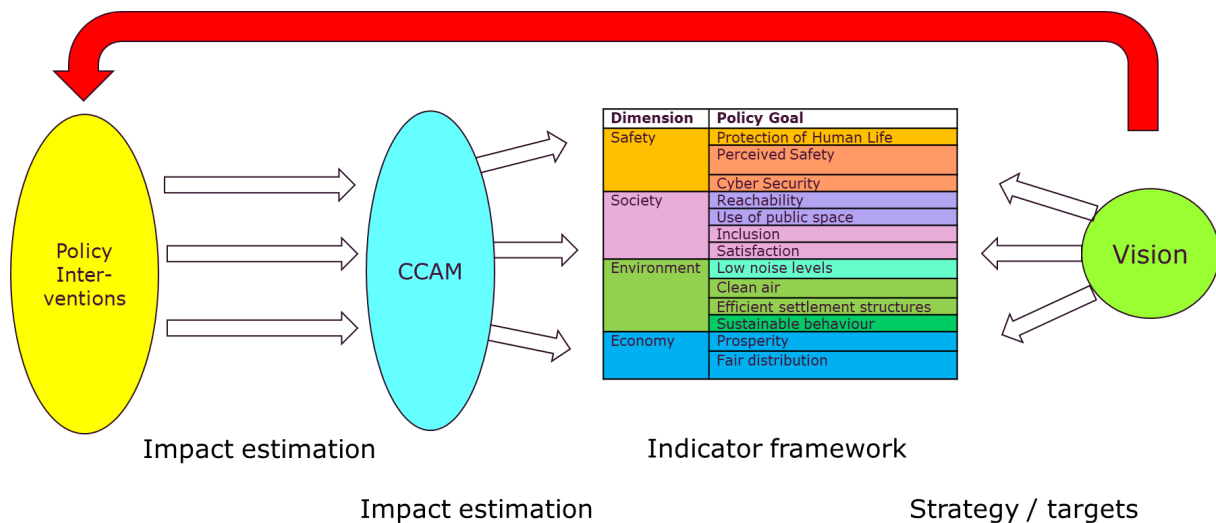 Policy
Inter-
ventions
CCAM
Dimension Policy Goal
Safety Protection of Human Life
Perceived Safety
Cyber Security
Society Reachability
Use of public space
Inclusion
Satisfaction
Environment Low noise levels
Clean air
Efficient settlement structures
Sustainable behaviour
Economy Prosperity
Fair distribution
Vision
Impact estimation
Indicator framework
Impact estimation
Strategy / targets